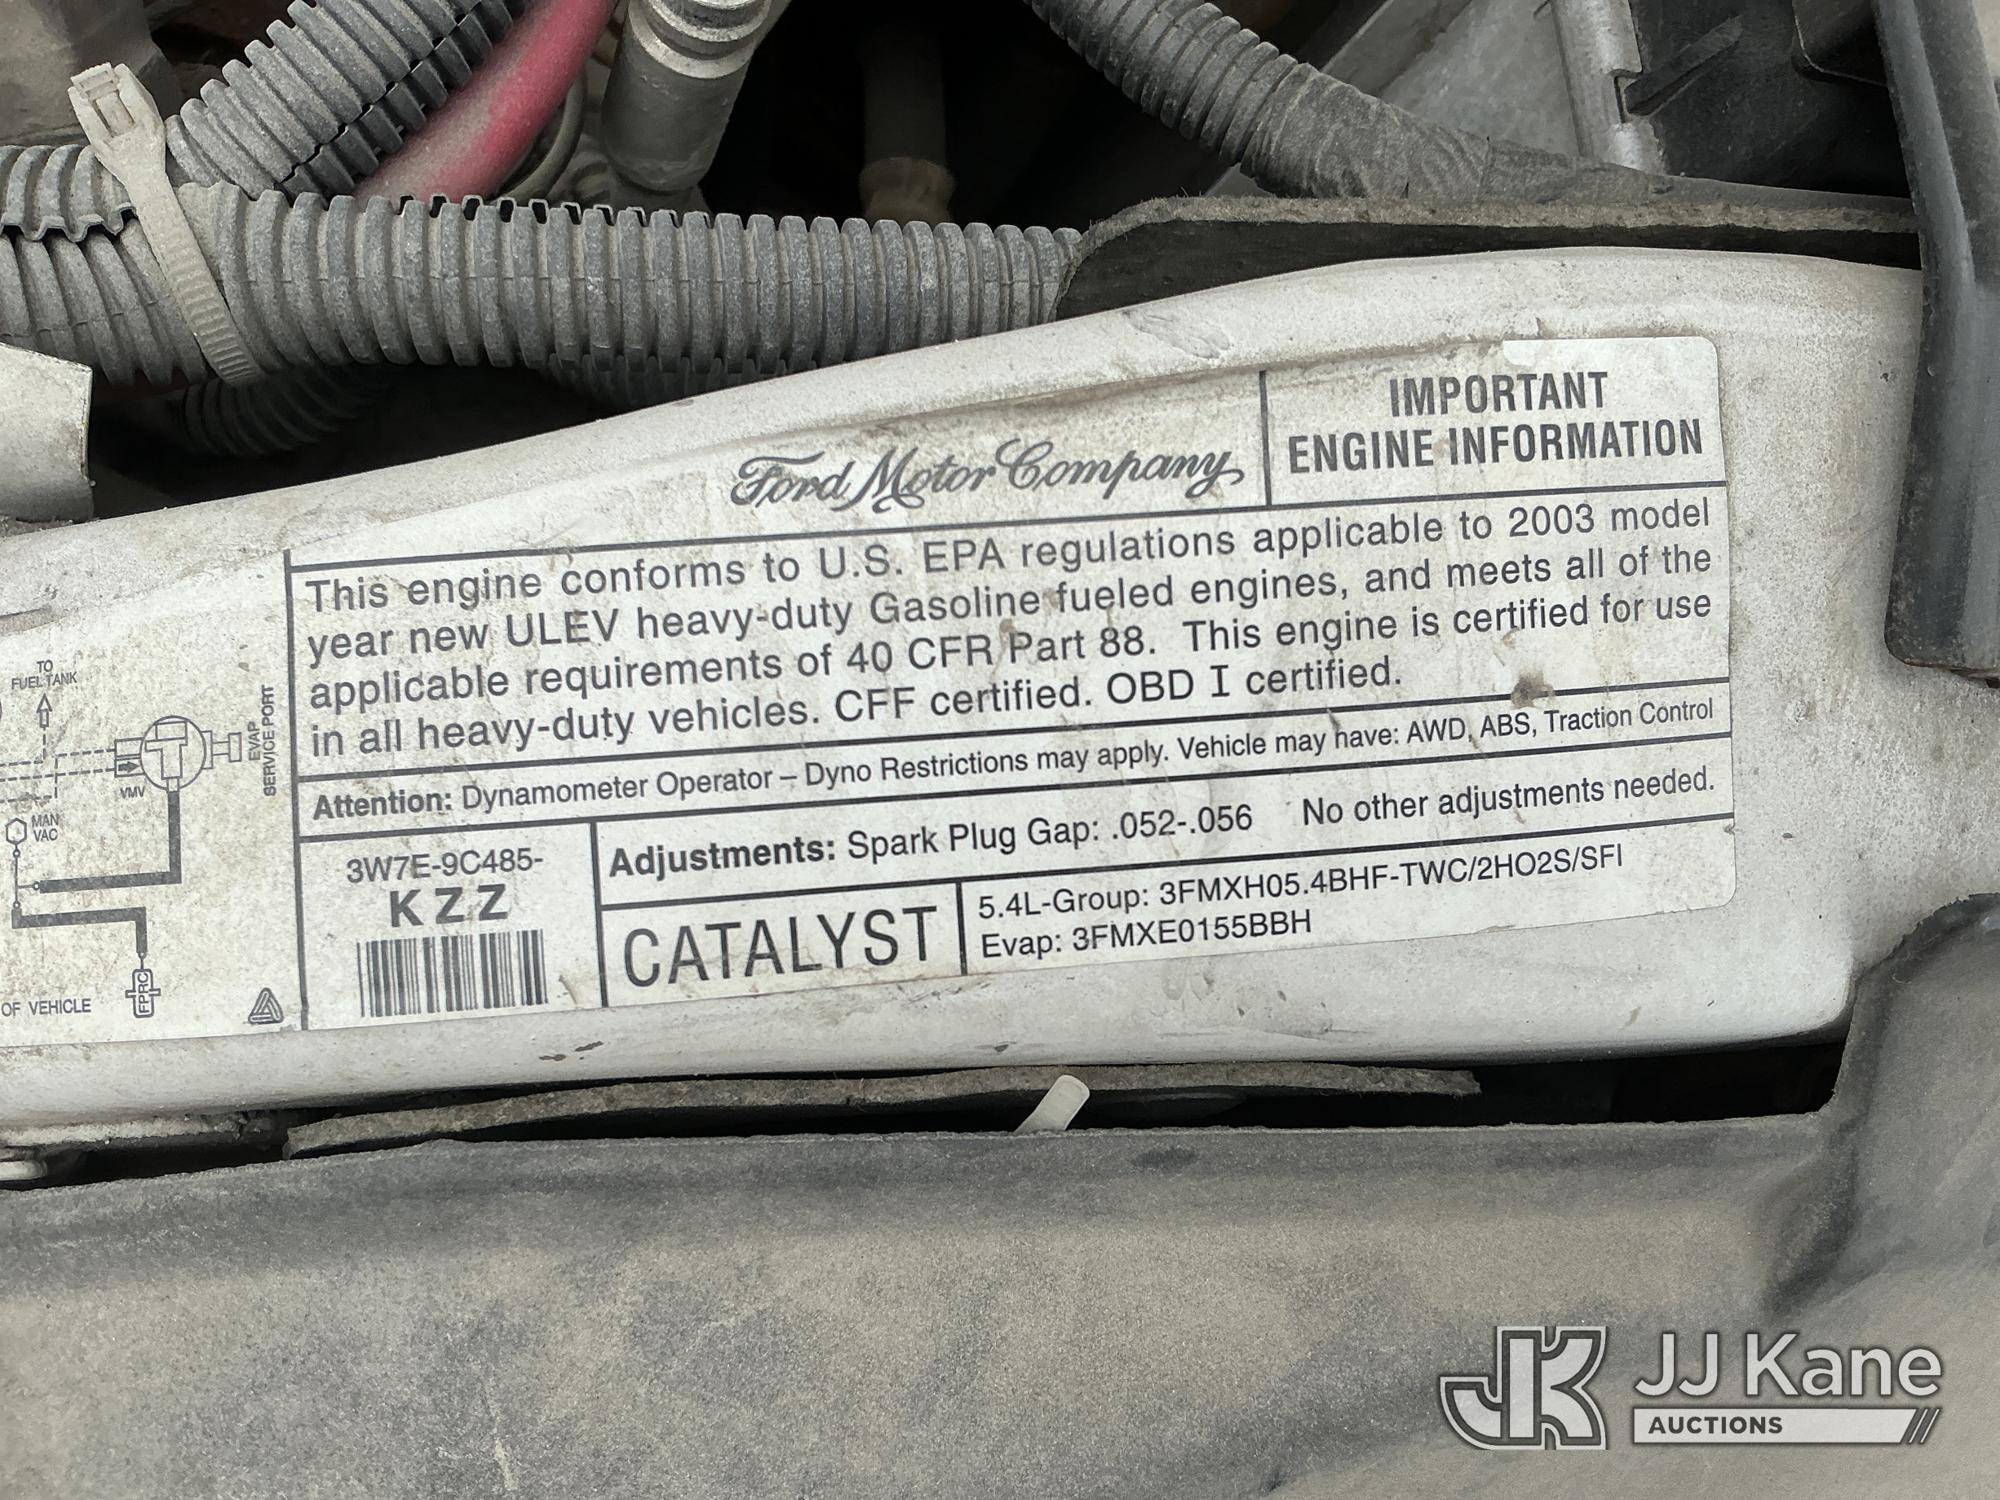 Ford Motor Company
IMPORTANT
ENGINE INFORMATION
This engine conforms to U.S. EPA regulations applicable to 2003 model
year new ULEV heavy-duty Gasoline fueled engines, and meets all of the
applicable requirements of 40 CFR Part 88. This engine is certified for use
in all heavy-duty vehicles. CFF certified. OBD I certified.
Attention: Dynamometer Operator – Dyno Restrictions may apply. Vehicle may have: AWD, ABS, Traction Control
3W7E-9C485-
KZZ
Adjustments: Spark Plug Gap: .052-.056 No other adjustments needed.
CATALYST
5.4L-Group: 3FMXH05.4BHF-TWC/2HO2S/SFI
Evap: 3FMXE0155BBH
TO
FUEL TANK
EVAP
SERVICE PORT
VMV
MAN
VAC
FPRC
OF VEHICLE
JK
JJ Kane
AUCTIONS